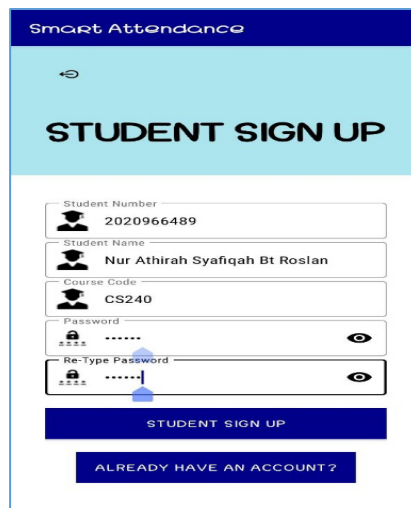 Smart Attendance
STUDENT SIGN UP
Student Number
2020966489
Student Name
Nur Athirah Syafiqah Bt Roslan
Course Code
CS240
Password
······
Re-Type Password
······
STUDENT SIGN UP
ALREADY HAVE AN ACCOUNT?